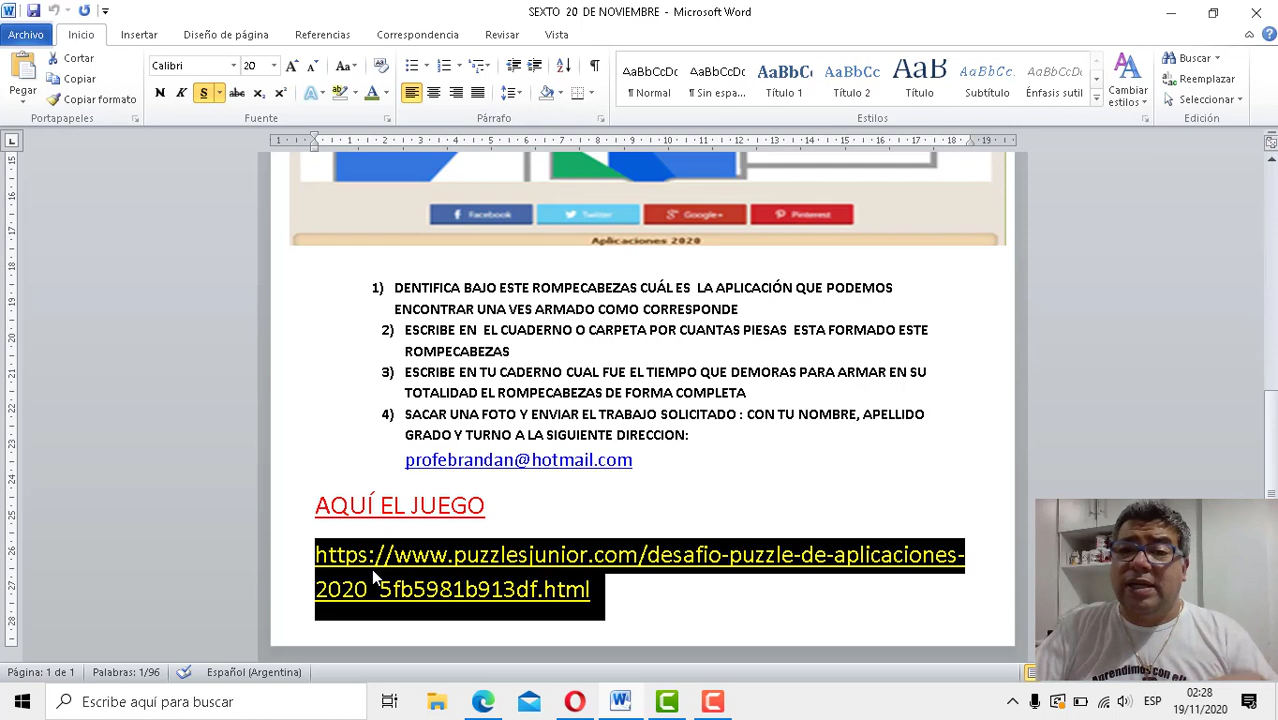 SEXTO 20 DE NOVIEMBRE - Microsoft Word
Archivo Inicio Insertar Diseño de página Referencias Correspondencia Revisar Vista
Pegar
Cortar
Copiar
Copiar formato
Portapapeles
Calibri 20
Fuente
Párrafo
AaBbCcDc AaBbCcDc AaBbC AaBbCc AaB AaBbCc. AaBbCcDc
¶ Normal ¶ Sin espa... Título 1 Título 2 Título Subtítulo Énfasis sutil
Cambiar estilos
Estilos
Buscar
Reemplazar
Seleccionar
Edición
Facebook Twitter Google+ Pinterest
Aplicaciones 2020
1) DENTIFICA BAJO ESTE ROMPECABEZAS CUÁL ES LA APLICACIÓN QUE PODEMOS
ENCONTRAR UNA VES ARMADO COMO CORRESPONDE
2) ESCRIBE EN EL CUADERNO O CARPETA POR CUANTAS PIESAS ESTA FORMADO ESTE
ROMPECABEZAS
3) ESCRIBE EN TU CADERNO CUAL FUE EL TIEMPO QUE DEMORAS PARA ARMAR EN SU
TOTALIDAD EL ROMPECABEZAS DE FORMA COMPLETA
4) SACAR UNA FOTO Y ENVIAR EL TRABAJO SOLICITADO : CON TU NOMBRE, APELLIDO
GRADO Y TURNO A LA SIGUIENTE DIRECCION:
profebrandan@hotmail.com
AQUÍ EL JUEGO
https://www.puzzlesjunior.com/desafio-puzzle-de-aplicaciones-
2020_5fb5981b913df.html
Aprendimos con
Página: 1 de 1 Palabras: 1/96 Español (Argentina)
Escribe aquí para buscar
ESP
02:28
19/11/2020